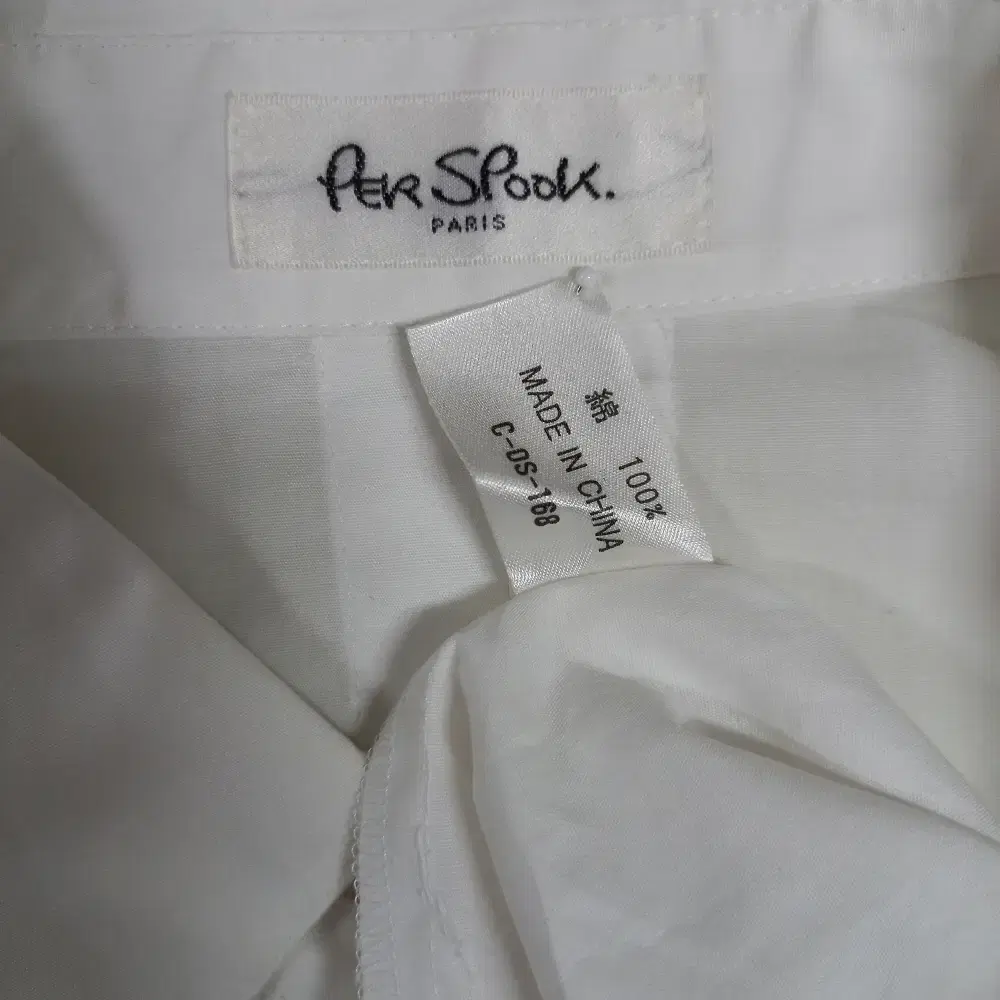 PER SPOOK.
PARIS
綿 100%
MADE IN CHINA
C-OS-168